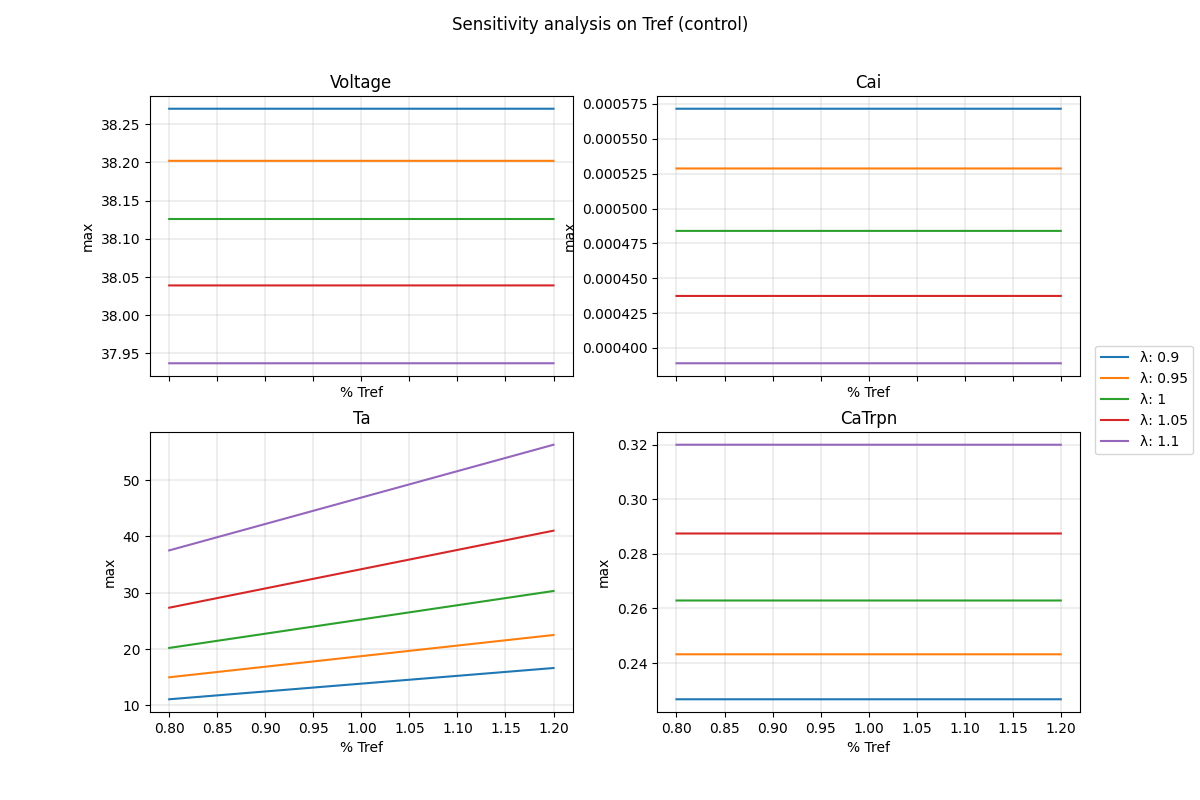 Sensitivity analysis on Tref (control)
Voltage
max
38.25
38.20
38.15
38.10
38.05
38.00
37.95
% Tref
Cai
max
0.000575
0.000550
0.000525
0.000500
0.000475
0.000450
0.000425
0.000400
% Tref
λ: 0.9
λ: 0.95
λ: 1
λ: 1.05
λ: 1.1
Ta
max
50
40
30
20
10
0.80 0.85 0.90 0.95 1.00 1.05 1.10 1.15 1.20
% Tref
CaTrpn
max
0.32
0.30
0.28
0.26
0.24
0.80 0.85 0.90 0.95 1.00 1.05 1.10 1.15 1.20
% Tref